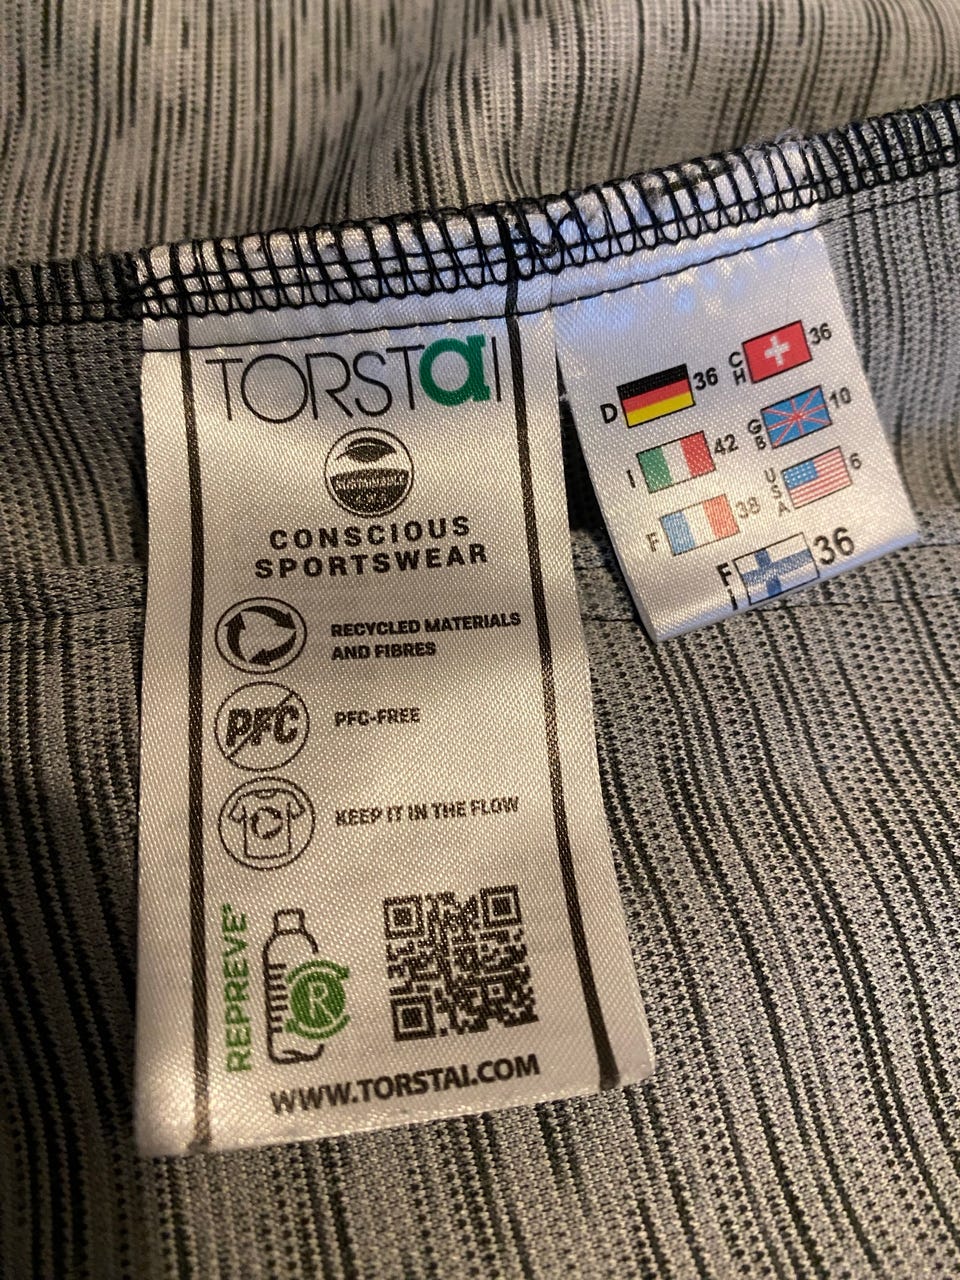 TORSTAI
CONSCIOUS
SPORTSWEAR
RECYCLED MATERIALS
AND FIBRES
PFC
PFC-FREE
KEEP IT IN THE FLOW
REPREVE
R
WWW.TORSTAI.COM
D 36
CH 36
I 42
GB 10
F 38
USA 6
FI 36